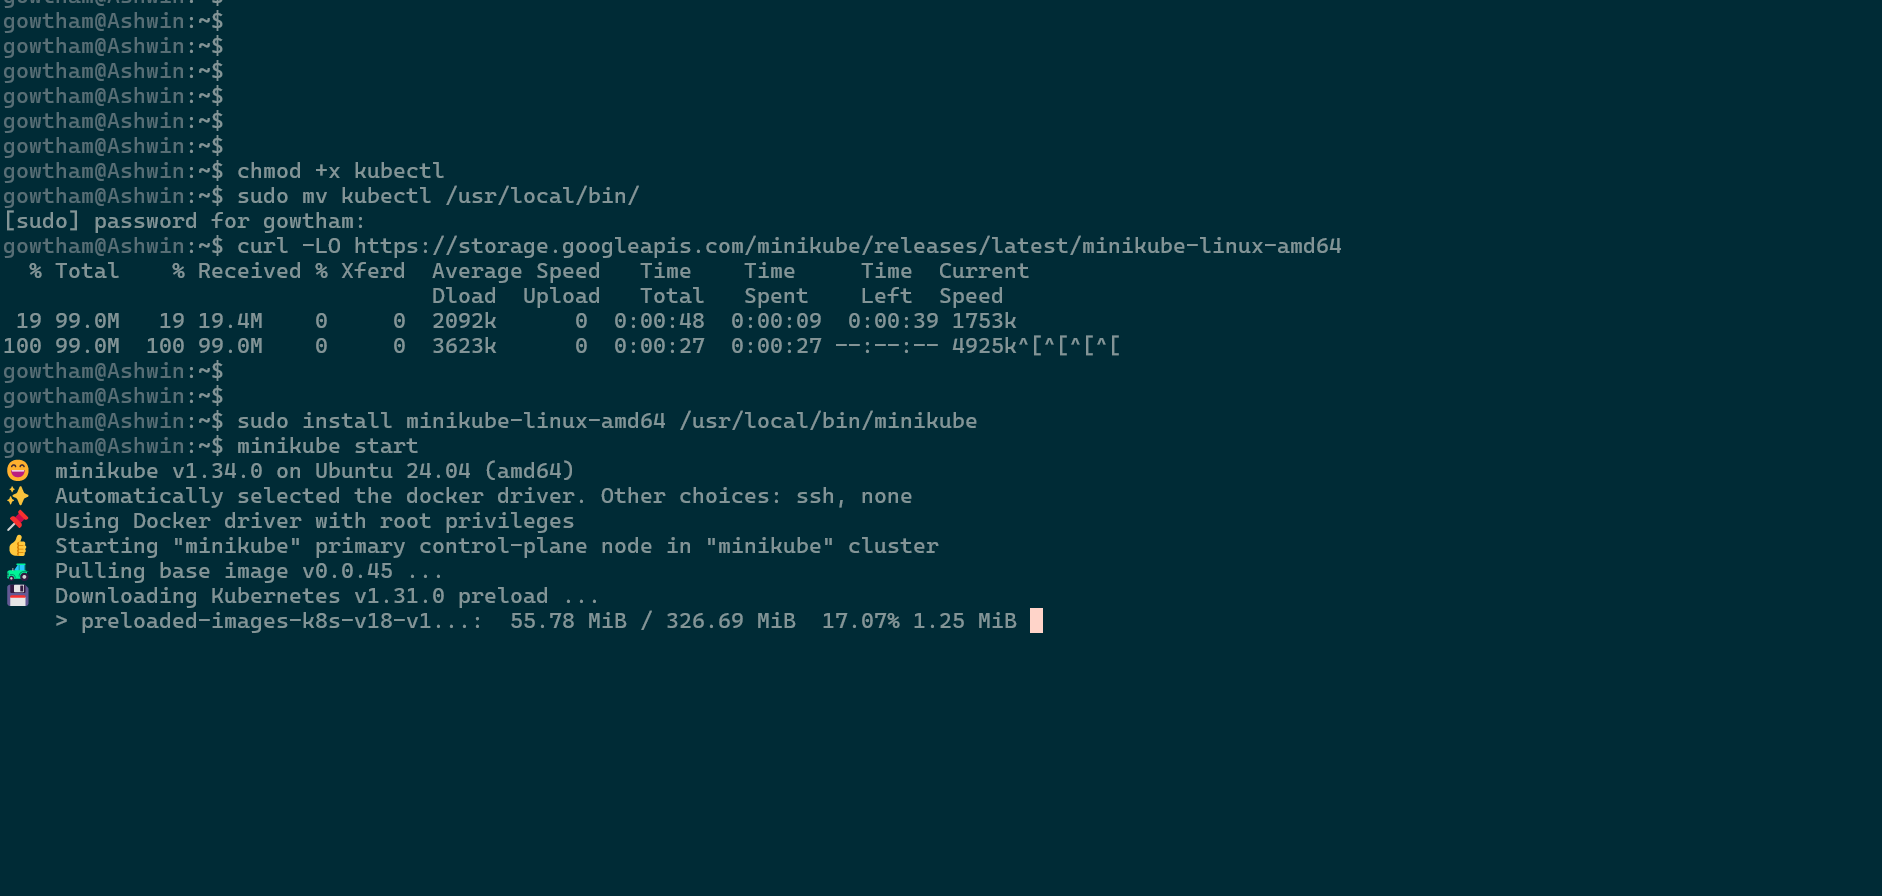 gowtham@Ashwin:~$
gowtham@Ashwin:~$
gowtham@Ashwin:~$
gowtham@Ashwin:~$
gowtham@Ashwin:~$
gowtham@Ashwin:~$
gowtham@Ashwin:~$
gowtham@Ashwin:~$ chmod +x kubectl
gowtham@Ashwin:~$ sudo mv kubectl /usr/local/bin/
[sudo] password for gowtham:
gowtham@Ashwin:~$ curl -LO https://storage.googleapis.com/minikube/releases/latest/minikube-linux-amd64
  % Total    % Received % Xferd  Average Speed   Time    Time     Time  Current
                                 Dload  Upload   Total   Spent    Left  Speed
 19 99.0M   19 19.4M    0      0  2092k      0  0:00:48  0:00:09  0:00:39 1753k
100 99.0M  100 99.0M    0      0  3623k      0  0:00:27  0:00:27 --:--:-- 4925k^[^[^[^[
gowtham@Ashwin:~$
gowtham@Ashwin:~$
gowtham@Ashwin:~$ sudo install minikube-linux-amd64 /usr/local/bin/minikube
gowtham@Ashwin:~$ minikube start
😄  minikube v1.34.0 on Ubuntu 24.04 (amd64)
✨  Automatically selected the docker driver. Other choices: ssh, none
📌  Using Docker driver with root privileges
👍  Starting "minikube" primary control-plane node in "minikube" cluster
🚜  Pulling base image v0.0.45 ...
💾  Downloading Kubernetes v1.31.0 preload ...
    > preloaded-images-k8s-v18-v1...:  55.78 MiB / 326.69 MiB  17.07% 1.25 MiB